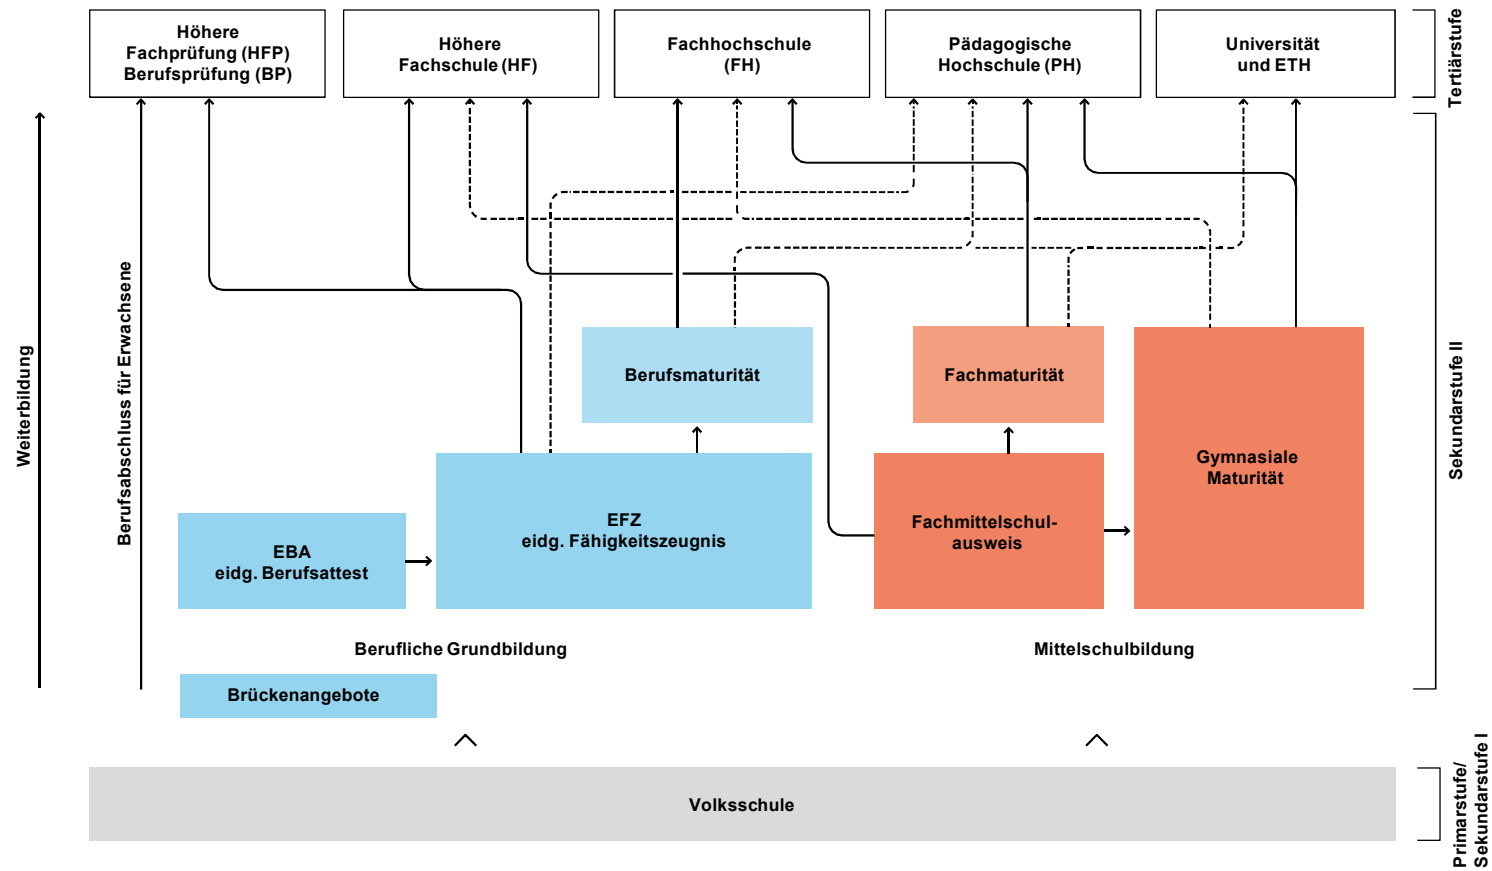 Höhere
Fachprüfung (HFP)
Berufsprüfung (BP)
Höhere
Fachschule (HF)
Fachhochschule
(FH)
Pädagogische
Hochschule (PH)
Universität
und ETH
Tertiärstufe
Weiterbildung
Berufsabschluss für Erwachsene
Sekundarstufe II
Berufsmaturität
Fachmaturität
Gymnasiale
Maturität
EFZ
eidg. Fähigkeitszeugnis
Fachmittelschul-
ausweis
EBA
eidg. Berufsattest
Berufliche Grundbildung
Mittelschulbildung
Brückenangebote
Volksschule
Primarstufe/
Sekundarstufe I